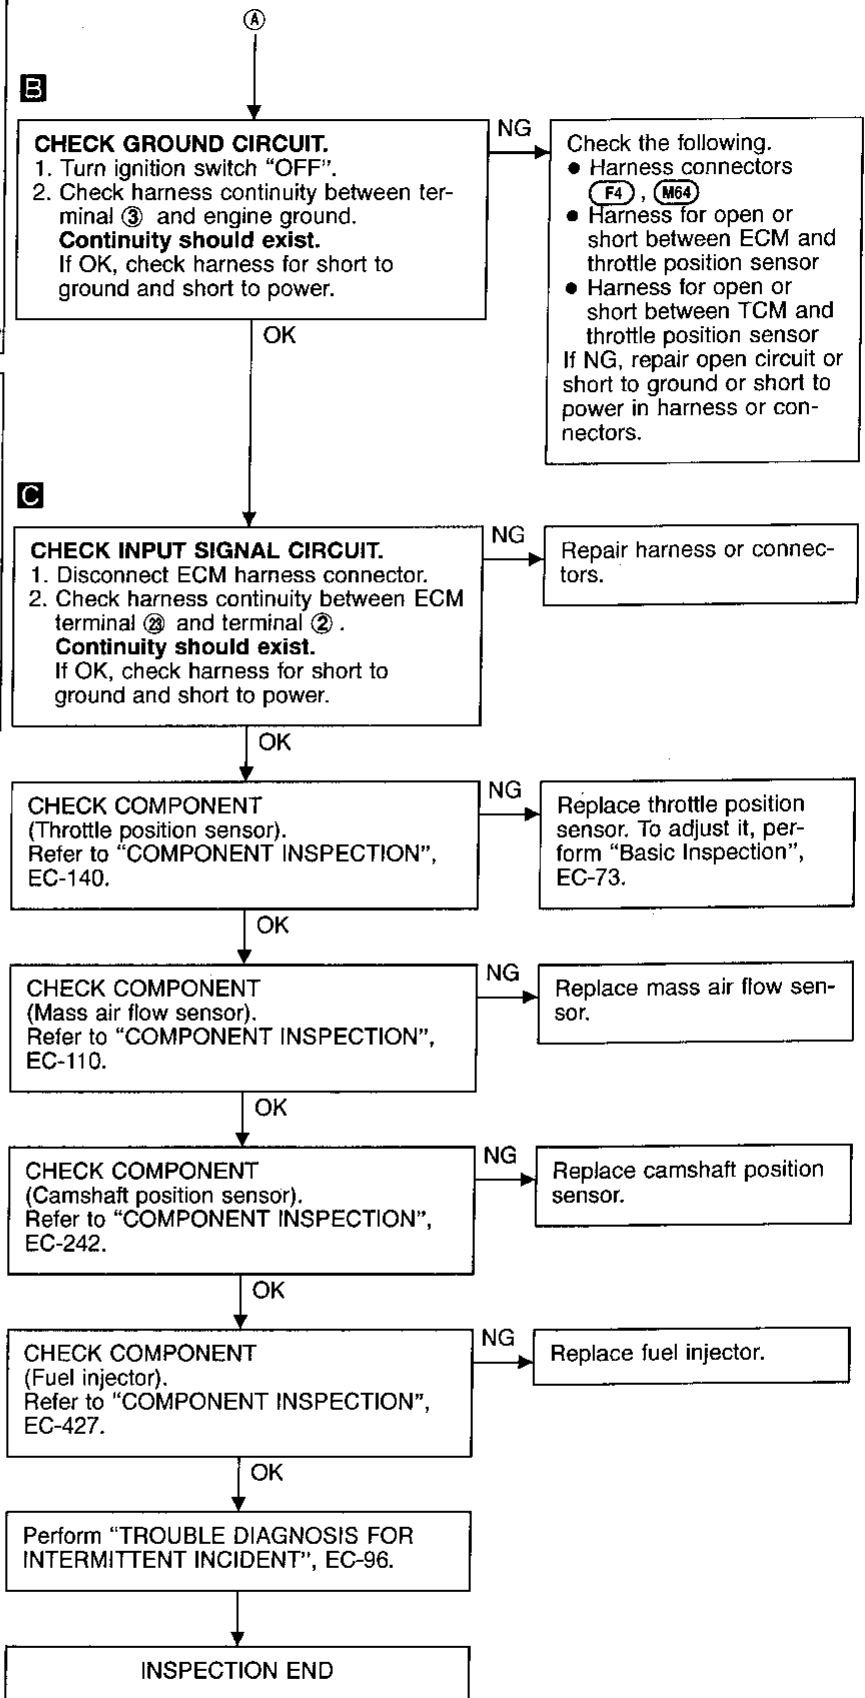 Ⓐ
B
CHECK GROUND CIRCUIT.
1. Turn ignition switch “OFF”.
2. Check harness continuity between ter-
minal ③ and engine ground.
Continuity should exist.
If OK, check harness for short to
ground and short to power.
NG
Check the following.
● Harness connectors
F4 , M64
● Harness for open or
short between ECM and
throttle position sensor
● Harness for open or
short between TCM and
throttle position sensor
If NG, repair open circuit or
short to ground or short to
power in harness or con-
nectors.
OK
C
CHECK INPUT SIGNAL CIRCUIT.
1. Disconnect ECM harness connector.
2. Check harness continuity between ECM
terminal ㉓ and terminal ② .
Continuity should exist.
If OK, check harness for short to
ground and short to power.
NG
Repair harness or connec-
tors.
OK
CHECK COMPONENT
(Throttle position sensor).
Refer to “COMPONENT INSPECTION”,
EC-140.
NG
Replace throttle position
sensor. To adjust it, per-
form “Basic Inspection”,
EC-73.
OK
CHECK COMPONENT
(Mass air flow sensor).
Refer to “COMPONENT INSPECTION”,
EC-110.
NG
Replace mass air flow sen-
sor.
OK
CHECK COMPONENT
(Camshaft position sensor).
Refer to “COMPONENT INSPECTION”,
EC-242.
NG
Replace camshaft position
sensor.
OK
CHECK COMPONENT
(Fuel injector).
Refer to “COMPONENT INSPECTION”,
EC-427.
NG
Replace fuel injector.
OK
Perform “TROUBLE DIAGNOSIS FOR
INTERMITTENT INCIDENT”, EC-96.
INSPECTION END